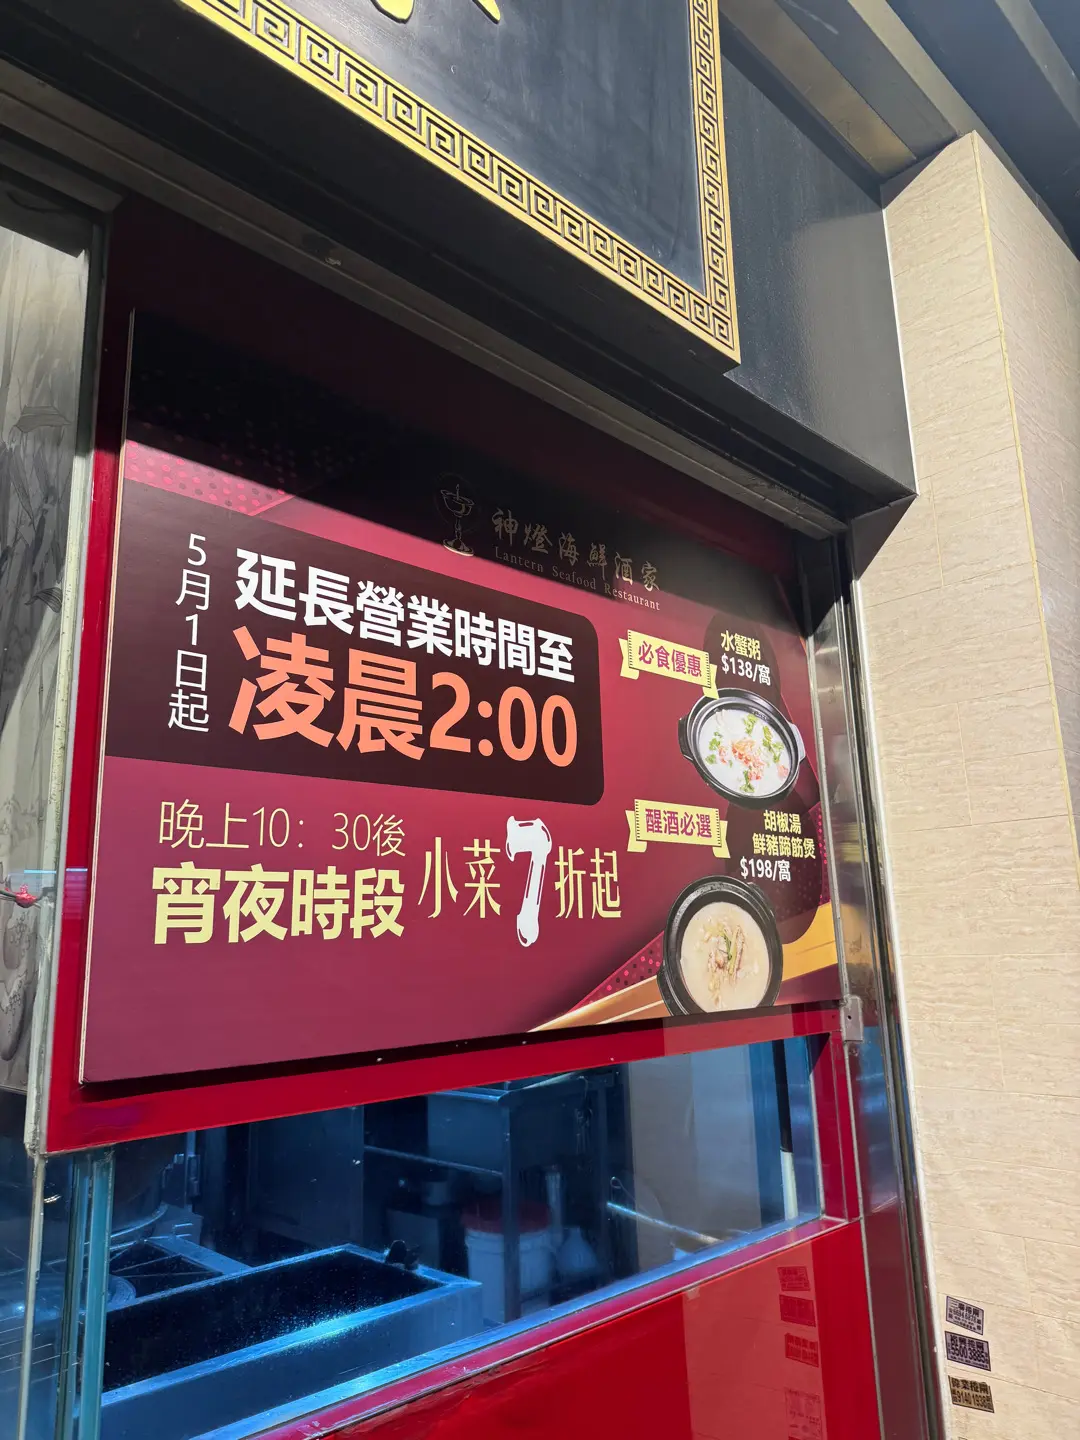 神燈海鮮酒家
Lantern Seafood Restaurant
5月1日起
延長營業時間至
凌晨2:00
晚上10：30後
宵夜時段
小菜7折起
必食優惠
水蟹粥
$138/窩
醒酒必選
胡椒湯
鮮豬蹄筋煲
$198/窩